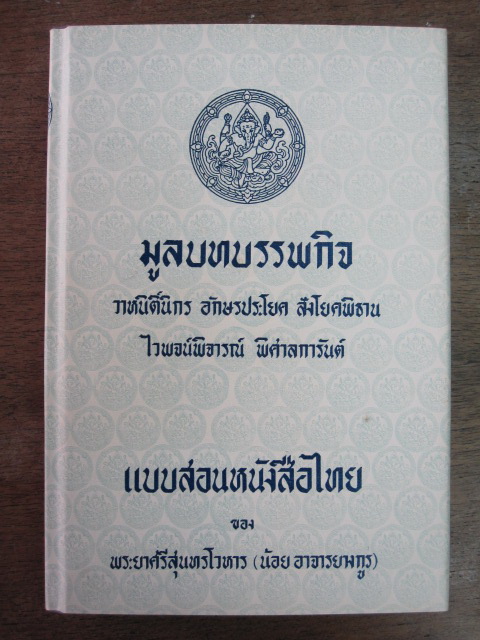 มูลบทบรรพกิจ
วาหนิติ์นิกร อักษรประโยค สังโยคพิธาน
ไวพจน์พิจารณ์ พิศาลการันต์
แบบสอนหนังสือไทย
ของ
พระยาศรีสุนทรโวหาร (น้อย อาจารยางกูร)